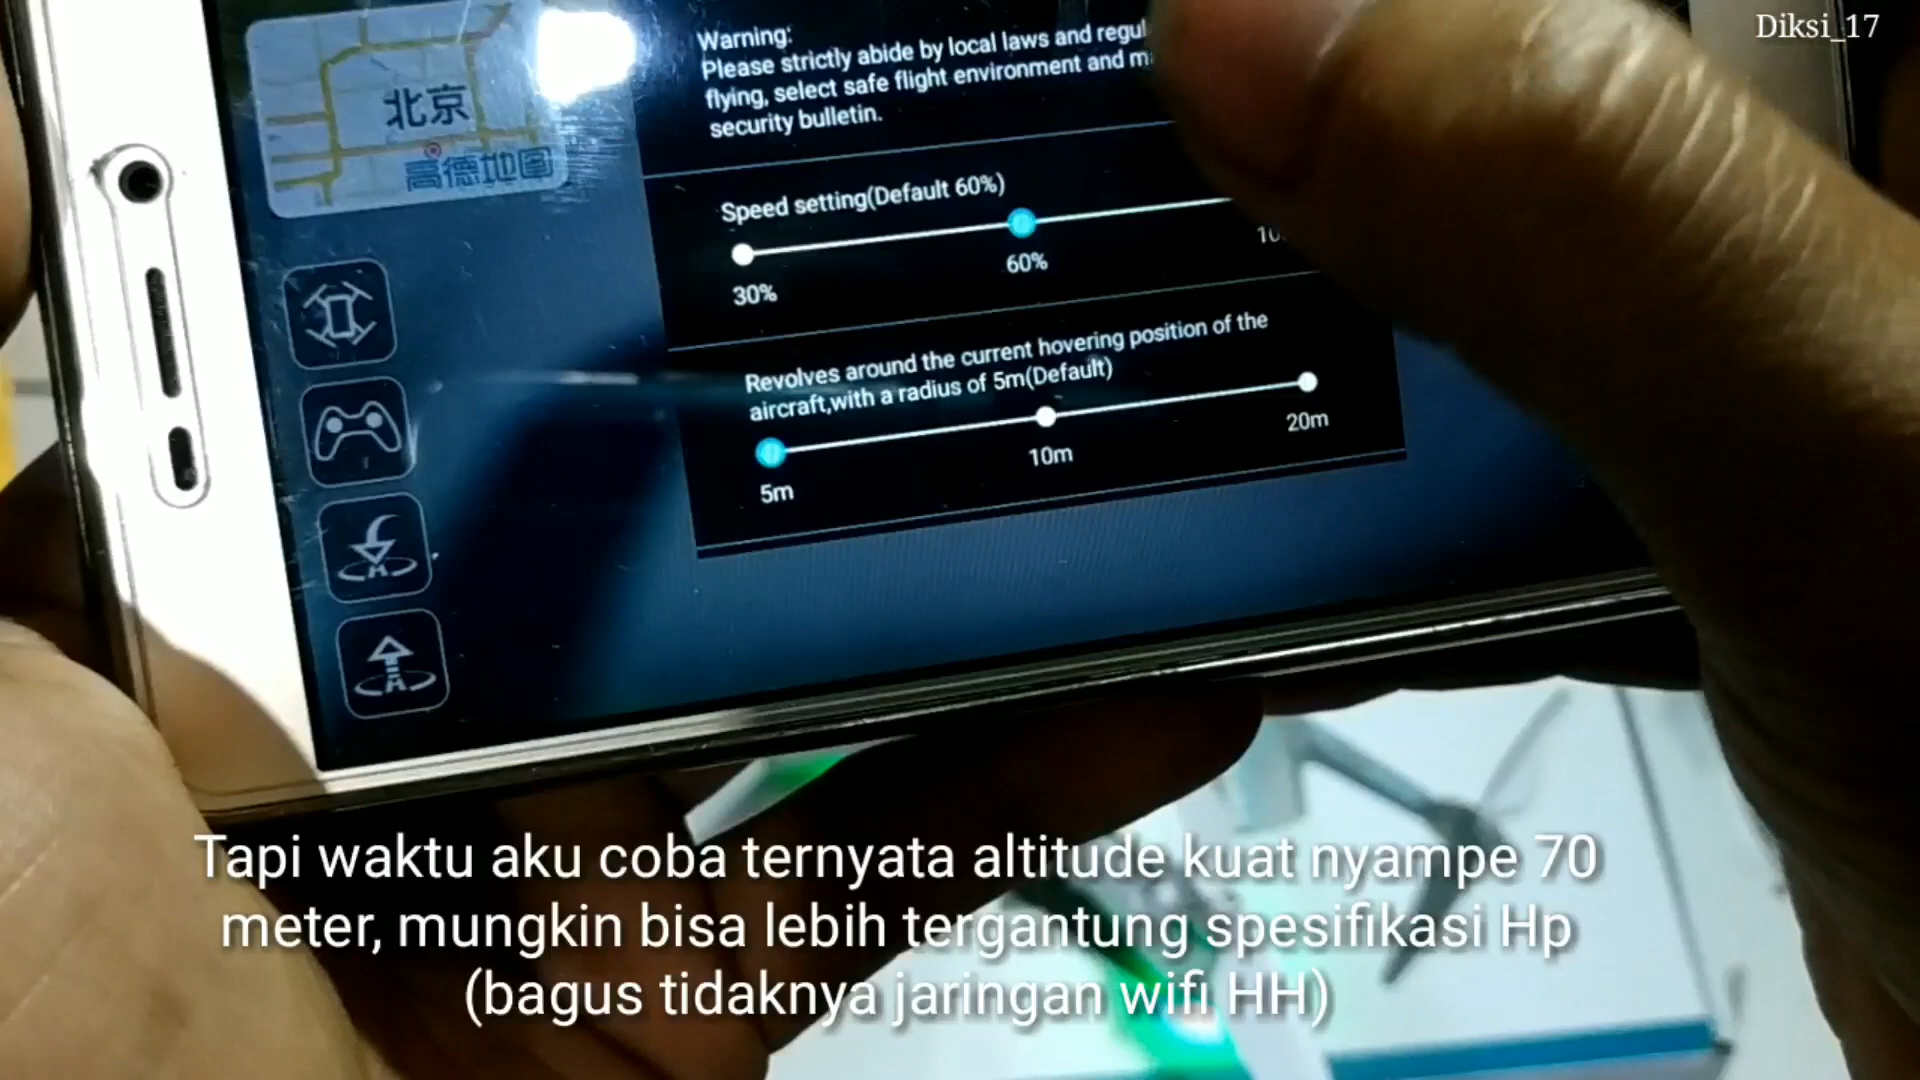 Diksi_17
北京
高德地图
Warning:
Please strictly abide by local laws and
flying, select safe flight environment and
security bulletin.
Speed setting(Default 60%)
30%
60%
Revolves around the current hovering position of the
aircraft,with a radius of 5m(Default)
5m
10m
20m
Tapi waktu aku coba ternyata altitude kuat nyampe 70
meter, mungkin bisa lebih tergantung spesifikasi Hp
(bagus tidaknya jaringan wifi HH)